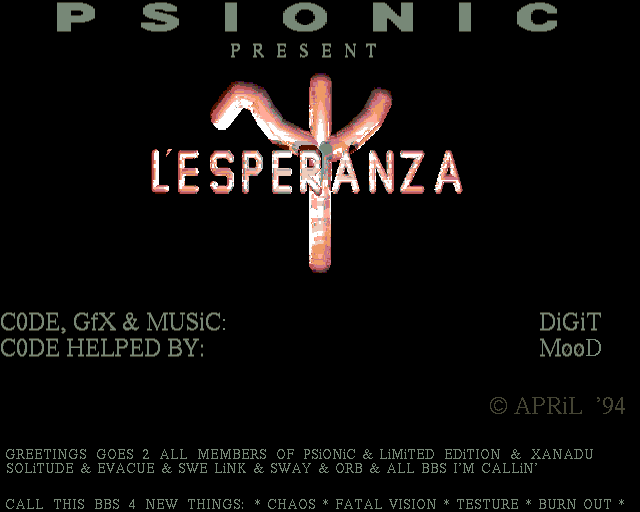 PSIONIC
PRESENT
L'ESPERANZA
C0DE, GfX & MUSiC: DiGiT
C0DE HELPED BY: MøøD
© APRiL '94
GREETINGS GOES 2 ALL MEMBERS OF PSiONiC & LiMiTED EDiTION & XANADU
SOLiTUDE & EVACUE & SWE LiNK & SWAY & ORB & ALL BBS I'M CALLiN'
CALL THIS BBS 4 NEW THINGS: * CHAOS * FATAL VISION * TESTURE * BURN OUT *